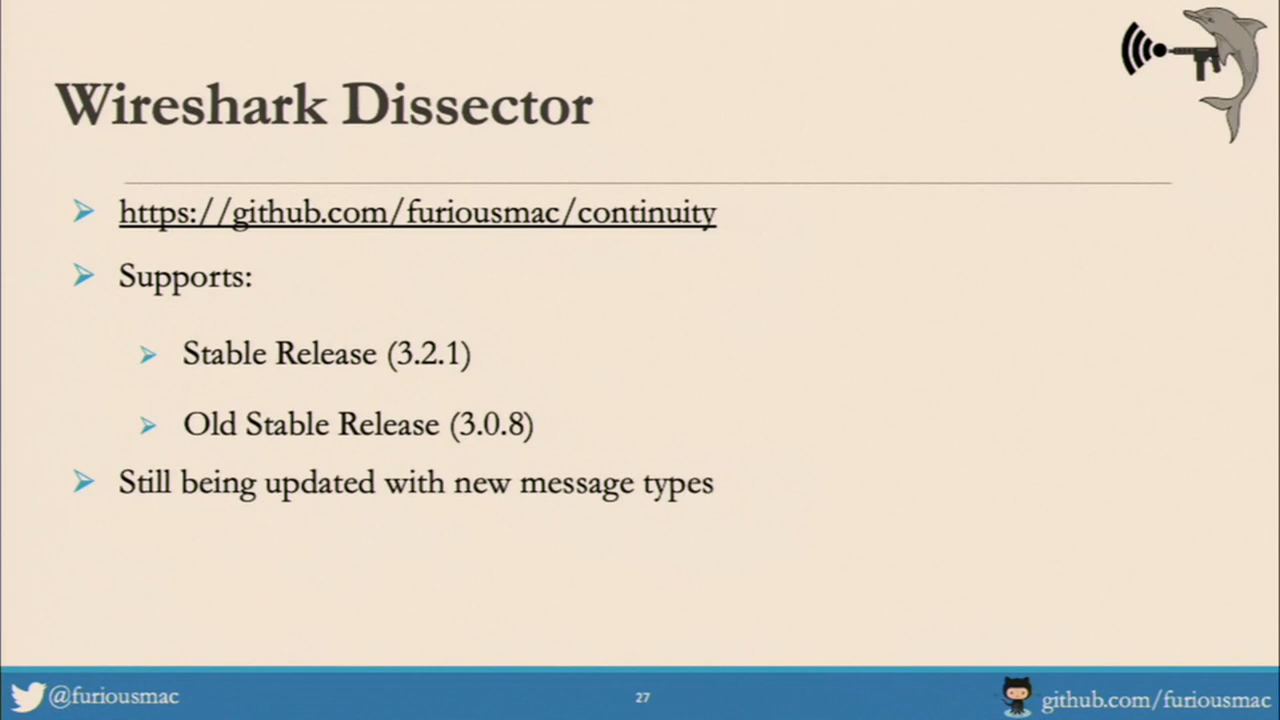 Wireshark Dissector
https://github.com/furiousmac/continuity
Supports:
Stable Release (3.2.1)
Old Stable Release (3.0.8)
Still being updated with new message types
@furiousmac
27
github.com/furiousmac